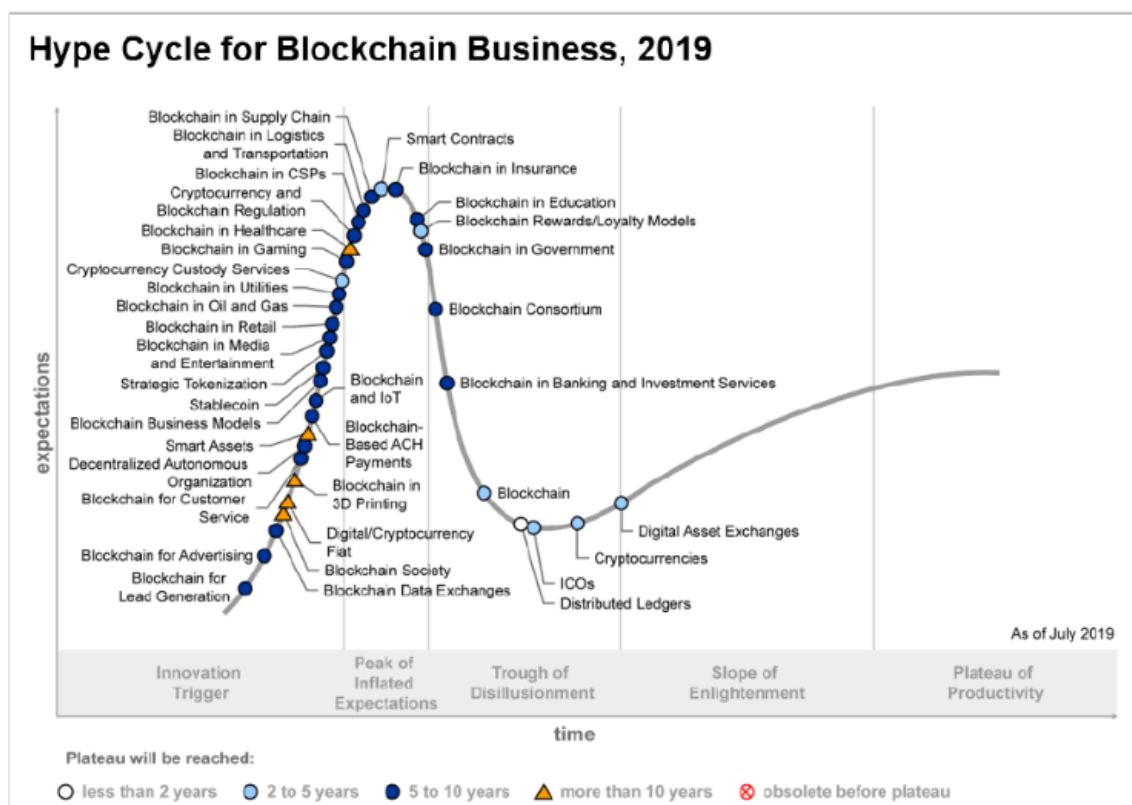 Hype Cycle for Blockchain Business, 2019
Blockchain in Supply Chain
Blockchain in Logistics
and Transportation
Blockchain in CSPs
Cryptocurrency and
Blockchain Regulation
Blockchain in Healthcare
Blockchain in Gaming
Cryptocurrency Custody Services
Blockchain in Utilities
Blockchain in Oil and Gas
Blockchain in Retail
Blockchain in Media
and Entertainment
Strategic Tokenization
Stablecoin
Blockchain Business Models
Smart Assets
Decentralized Autonomous
Organization
Blockchain for Customer
Service
Blockchain for Advertising
Blockchain for
Lead Generation
Smart Contracts
Blockchain in Insurance
Blockchain in Education
Blockchain Rewards/Loyalty Models
Blockchain in Government
Blockchain Consortium
Blockchain in Banking and Investment Services
Blockchain
and IoT
Blockchain-
Based ACH
Payments
Blockchain in
3D Printing
Digital/Cryptocurrency
Fiat
Blockchain Society
Blockchain Data Exchanges
Blockchain
Digital Asset Exchanges
Cryptocurrencies
ICOs
Distributed Ledgers
As of July 2019
expectations
Innovation
Trigger
Peak of
Inflated
Expectations
Trough of
Disillusionment
Slope of
Enlightenment
Plateau of
Productivity
time
Plateau will be reached:
less than 2 years
2 to 5 years
5 to 10 years
more than 10 years
obsolete before plateau